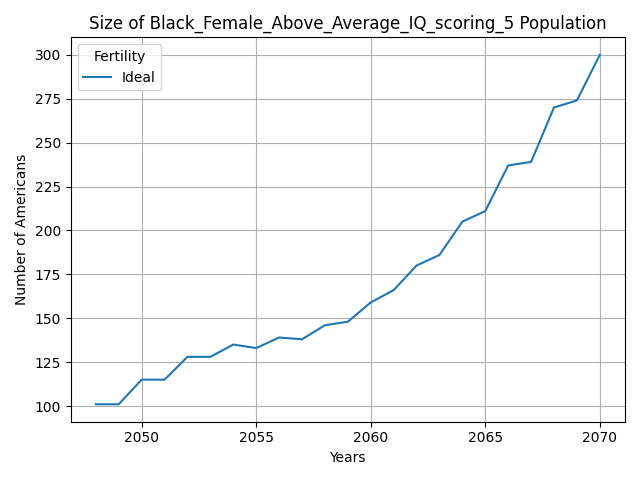 Size of Black_Female_Above_Average_IQ_scoring_5 Population
Fertility
Ideal
Number of Americans
300
275
250
225
200
175
150
125
100
2050 2055 2060 2065 2070
Years